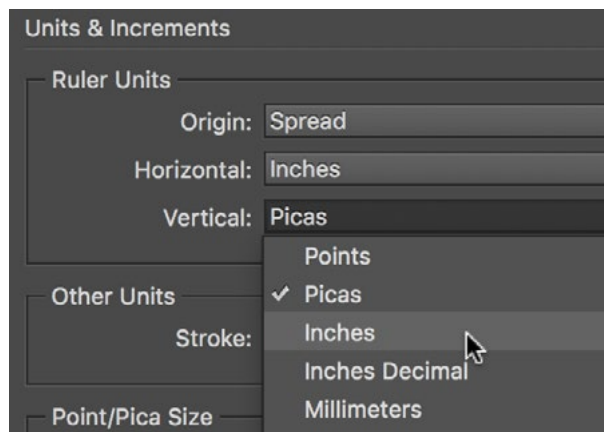 Units & Increments
Ruler Units
Origin: Spread
Horizontal: Inches
Vertical: Picas
Points
✓ Picas
Other Units
Inches
Stroke:
Inches Decimal
Point/Pica Size
Millimeters